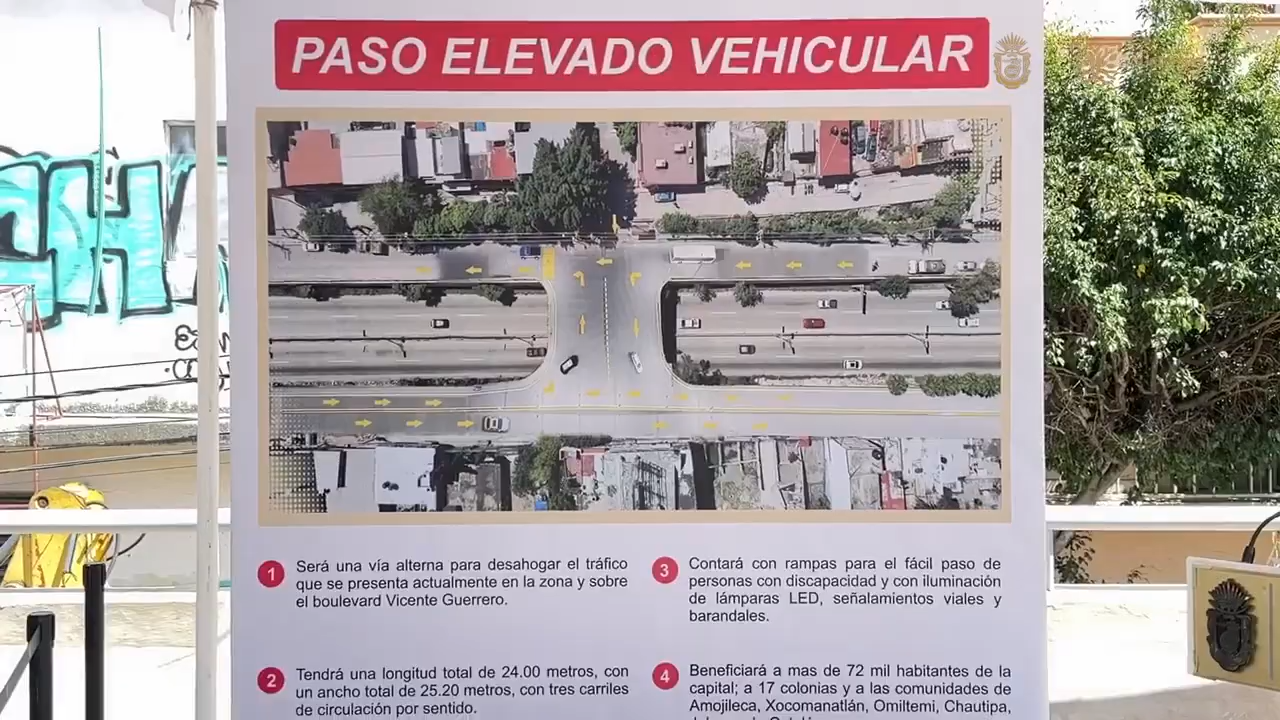 PASO ELEVADO VEHICULAR
1 Será una vía alterna para desahogar el tráfico
que se presenta actualmente en la zona y sobre
el boulevard Vicente Guerrero.
2 Tendrá una longitud total de 24.00 metros, con
un ancho total de 25.20 metros, con tres carriles
de circulación por sentido.
3 Contará con rampas para el fácil paso de
personas con discapacidad y con iluminación
de lámparas LED, señalamientos viales y
barandales.
4 Beneficiará a mas de 72 mil habitantes de la
capital; a 17 colonias y a las comunidades de
Amojileca, Xocomanatlán, Omiltemi, Chautipa,